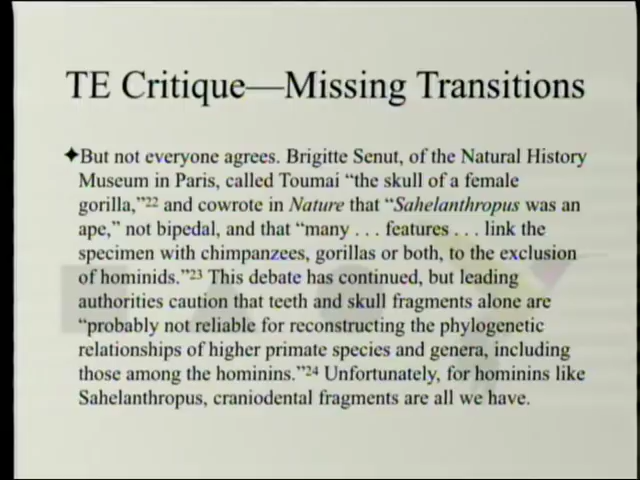 TE Critique—Missing Transitions
✦But not everyone agrees. Brigitte Senut, of the Natural History
Museum in Paris, called Toumai “the skull of a female
gorilla,”²² and cowrote in Nature that “Sahelanthropus was an
ape,” not bipedal, and that “many . . . features . . . link the
specimen with chimpanzees, gorillas or both, to the exclusion
of hominids.”²³ This debate has continued, but leading
authorities caution that teeth and skull fragments alone are
“probably not reliable for reconstructing the phylogenetic
relationships of higher primate species and genera, including
those among the hominins.”²⁴ Unfortunately, for hominins like
Sahelanthropus, craniodental fragments are all we have.